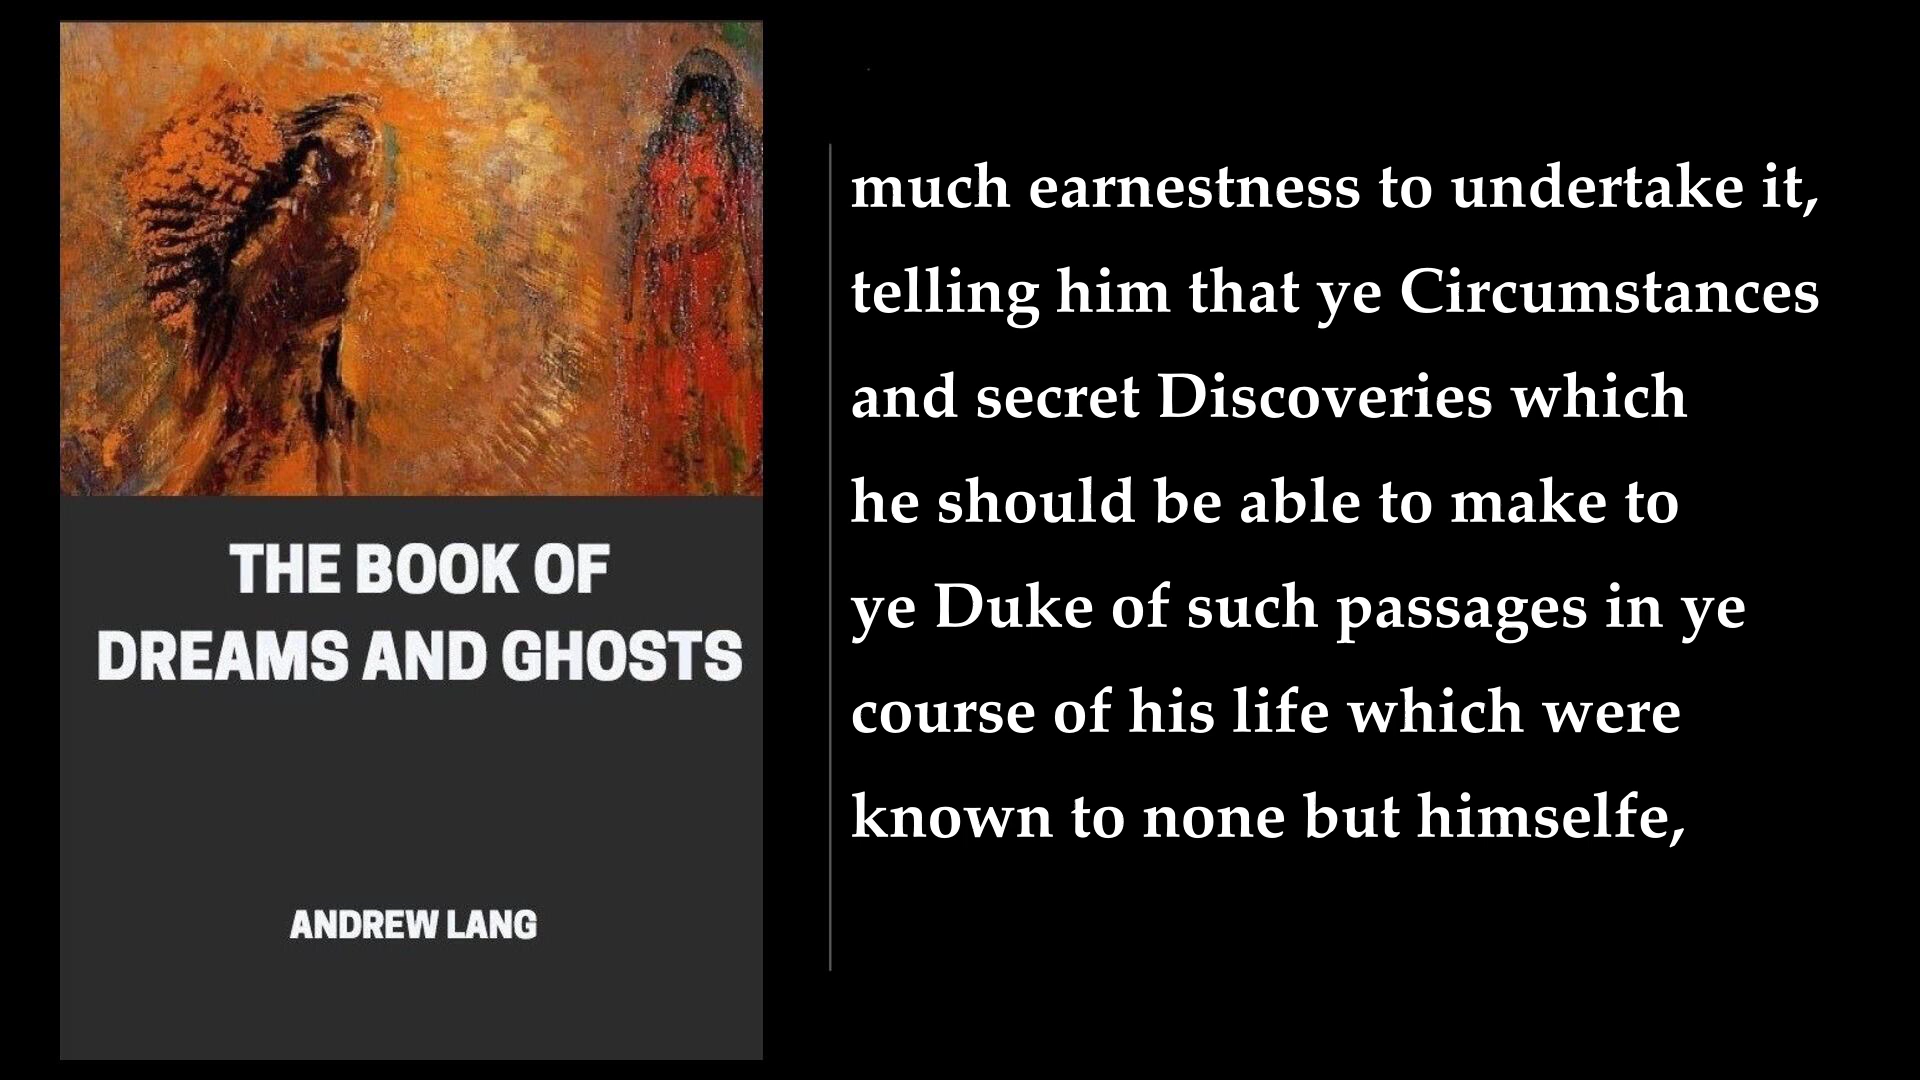 THE BOOK OF
DREAMS AND GHOSTS
ANDREW LANG
much earnestness to undertake it,
telling him that ye Circumstances
and secret Discoveries which
he should be able to make to
ye Duke of such passages in ye
course of his life which were
known to none but himselfe,